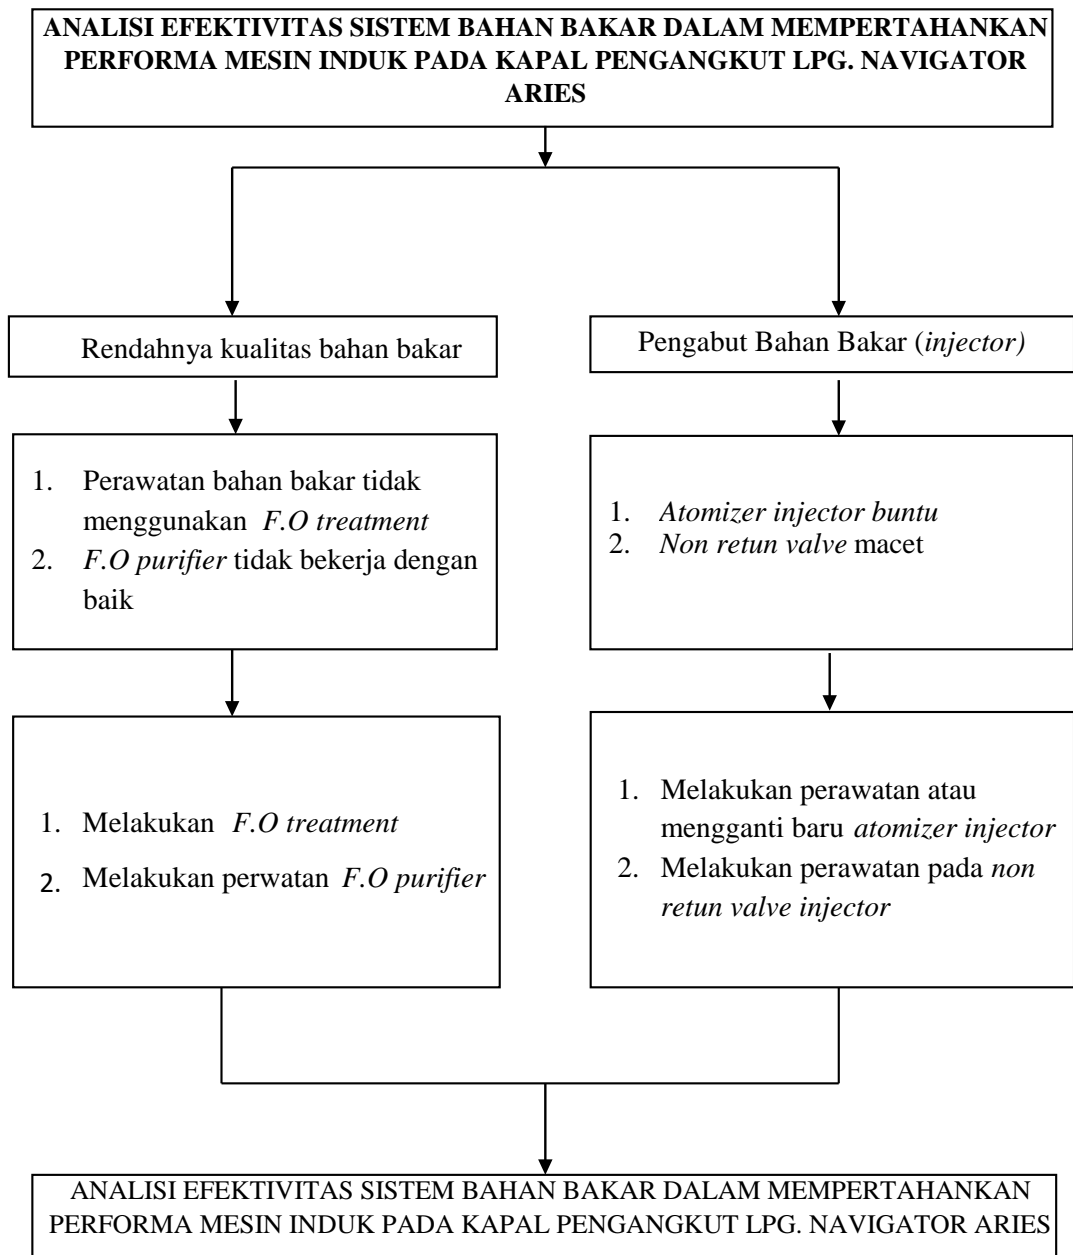 ANALISI EFEKTIVITAS SISTEM BAHAN BAKAR DALAM MEMPERTAHANKAN
PERFORMA MESIN INDUK PADA KAPAL PENGANGKUT LPG. NAVIGATOR
ARIES
Rendahnya kualitas bahan bakar
Pengabut Bahan Bakar (injector)
1. Perawatan bahan bakar tidak
menggunakan F.O treatment
2. F.O purifier tidak bekerja dengan
baik
1. Atomizer injector buntu
2. Non retun valve macet
1. Melakukan F.O treatment
2. Melakukan perwatan F.O purifier
1. Melakukan perawatan atau
mengganti baru atomizer injector
2. Melakukan perawatan pada non
retun valve injector
ANALISI EFEKTIVITAS SISTEM BAHAN BAKAR DALAM MEMPERTAHANKAN
PERFORMA MESIN INDUK PADA KAPAL PENGANGKUT LPG. NAVIGATOR ARIES